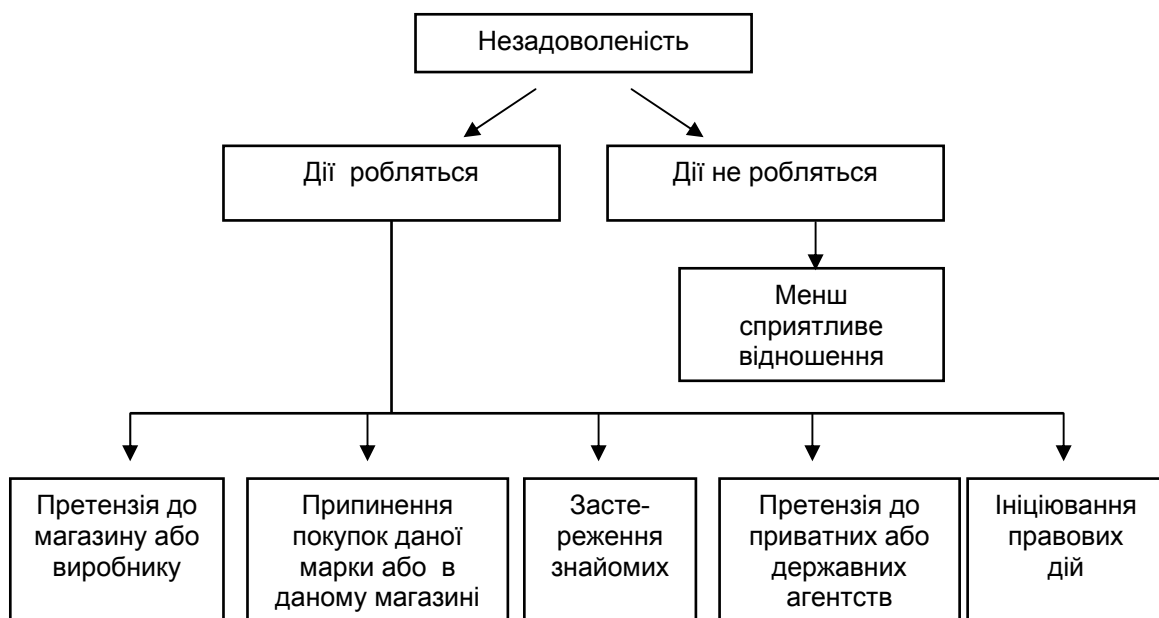 Незадоволеність
Дії робляться
Дії не робляться
Менш
сприятливе
відношення
Претензія до
магазину або
виробнику
Припинення
покупок даної
марки або в
даному магазині
Засте-
реження
знайомих
Претензія до
приватних або
державних
агентств
Ініціювання
правових
дій